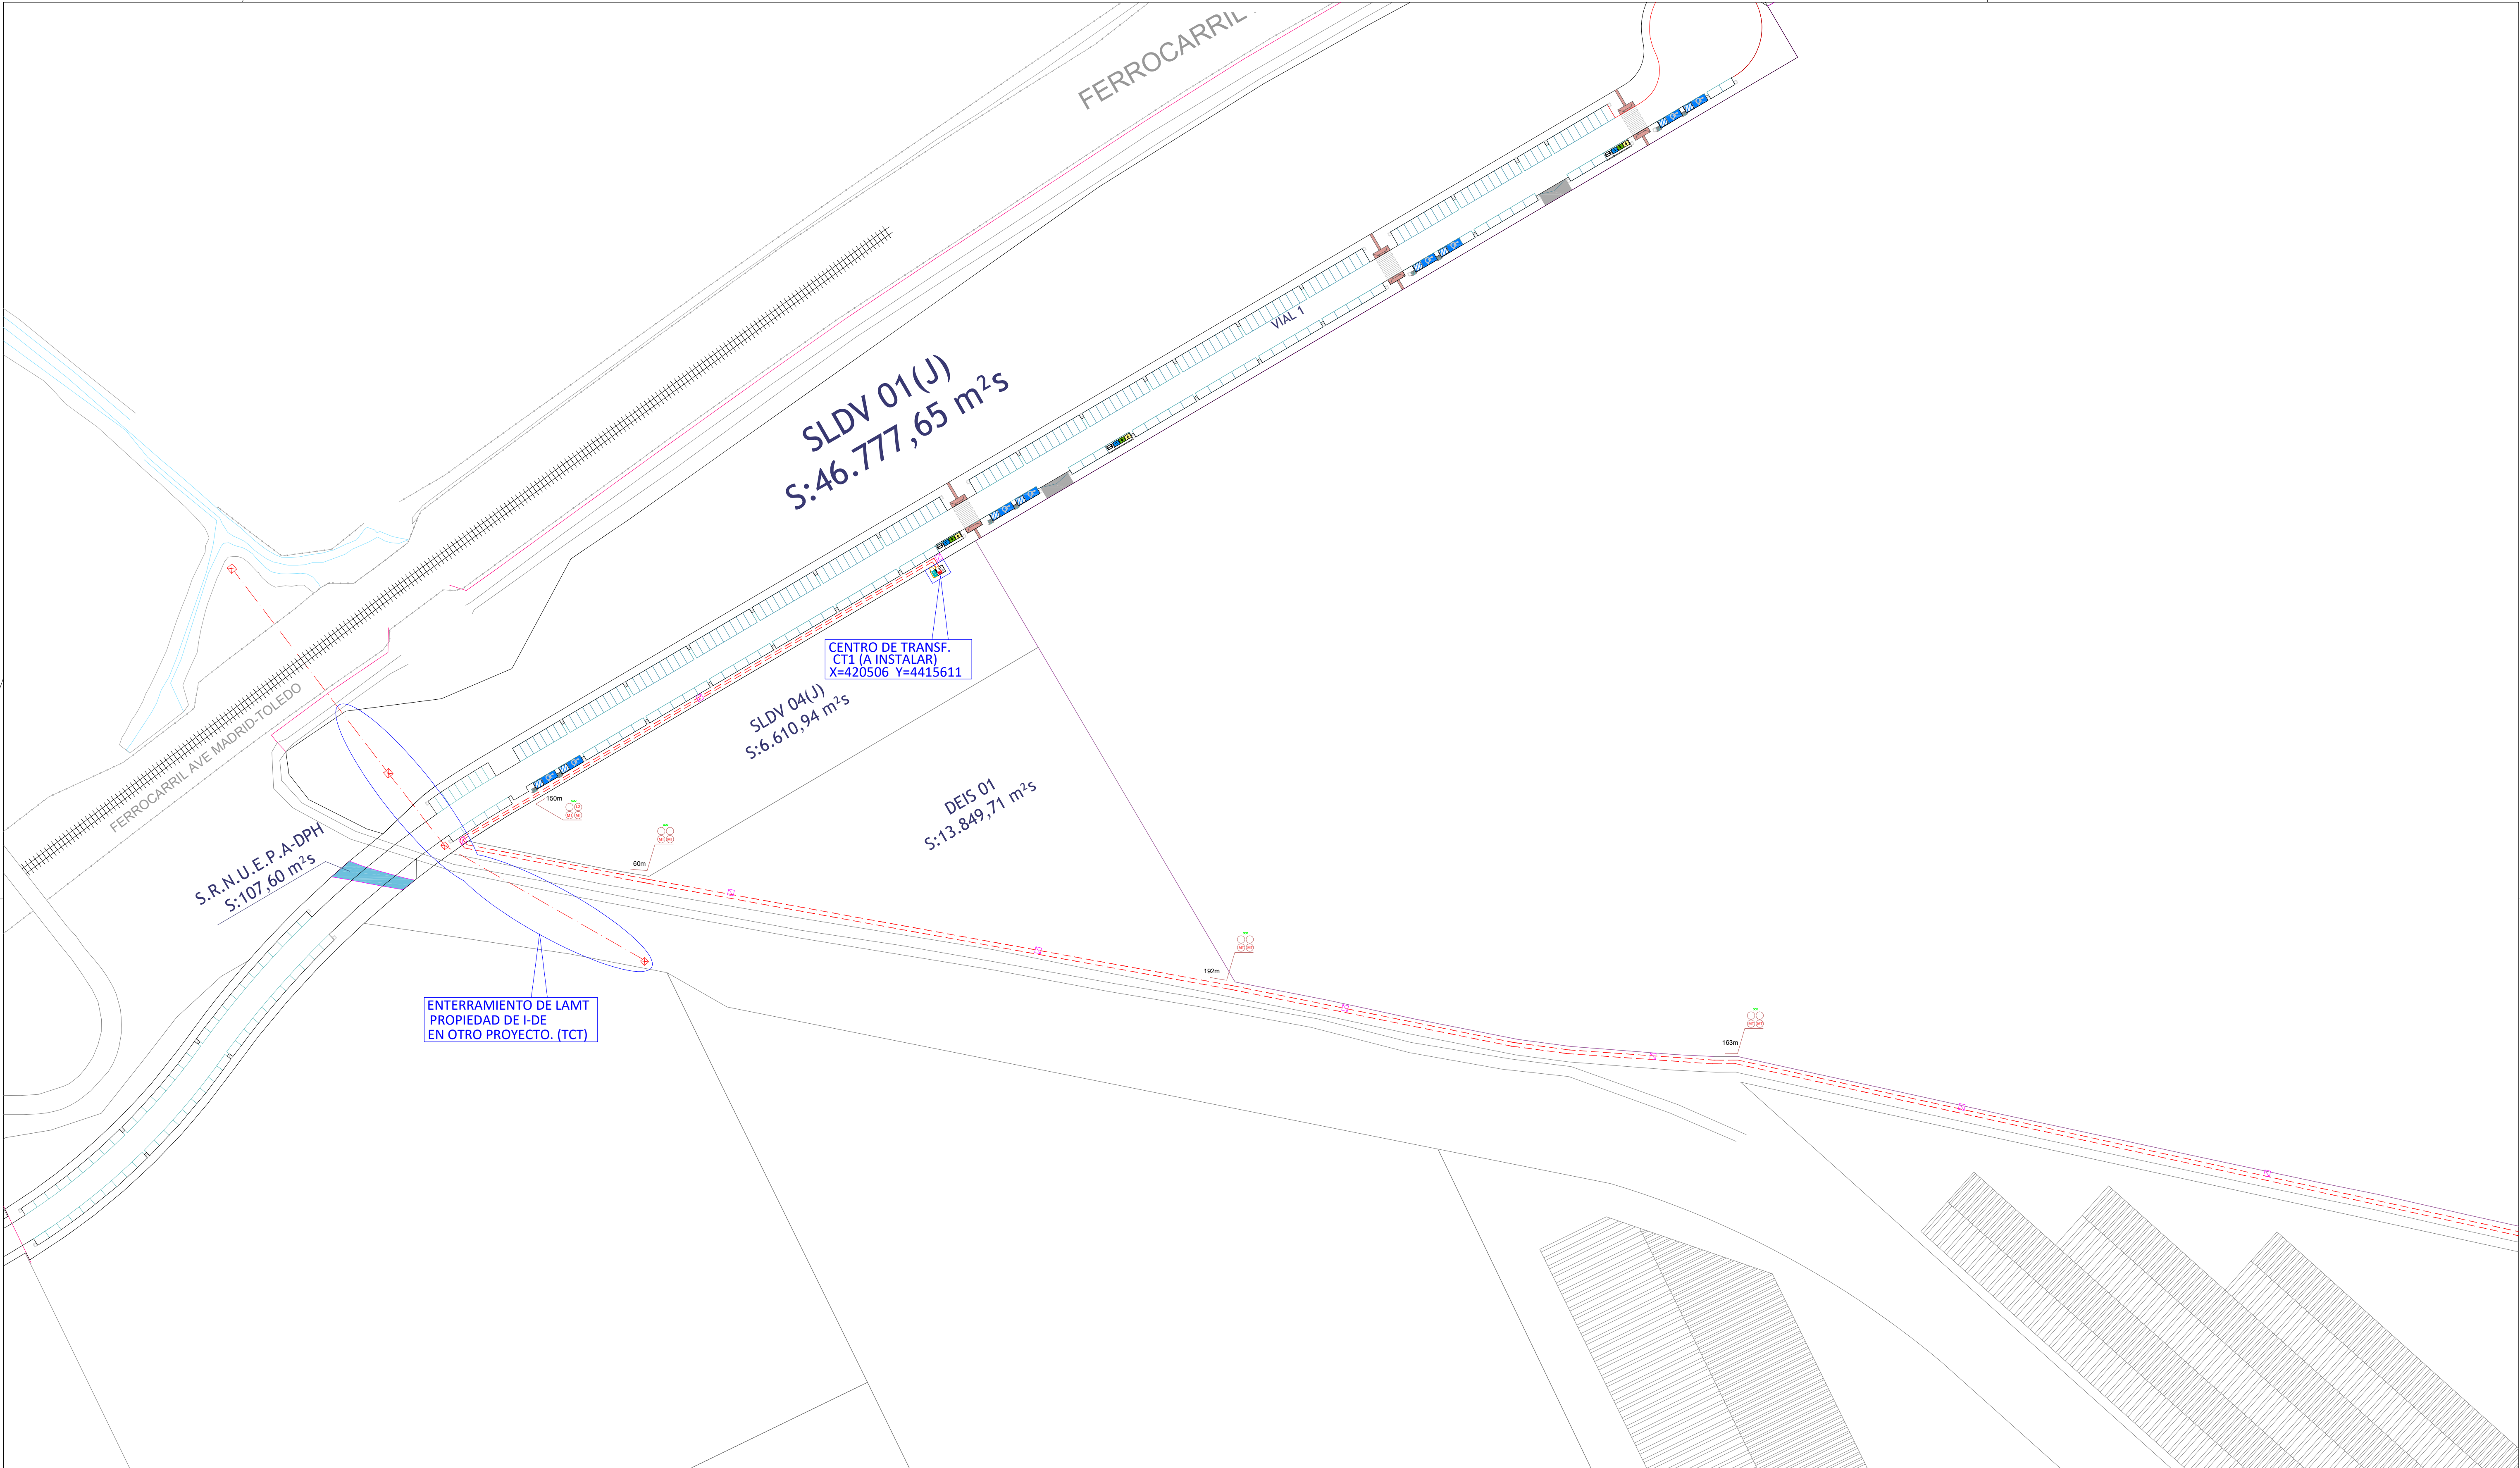 FERROCARRIL
VIAL 1
SLDV 01(J)
S:46.777,65 m²s
CENTRO DE TRANSF.
CT1 (A INSTALAR)
X=420506 Y=4415611
SLDV 04(J)
S:6.610,94 m²s
FERROCARRIL AVE MADRID-TOLEDO
DEIS 01
S:13.849,71 m²s
150m
60m
S.R.N.U.E.P.A-DPH
S:107,60 m²s
192m
ENTERRAMIENTO DE LAMT
PROPIEDAD DE I-DE
EN OTRO PROYECTO. (TCT)
163m